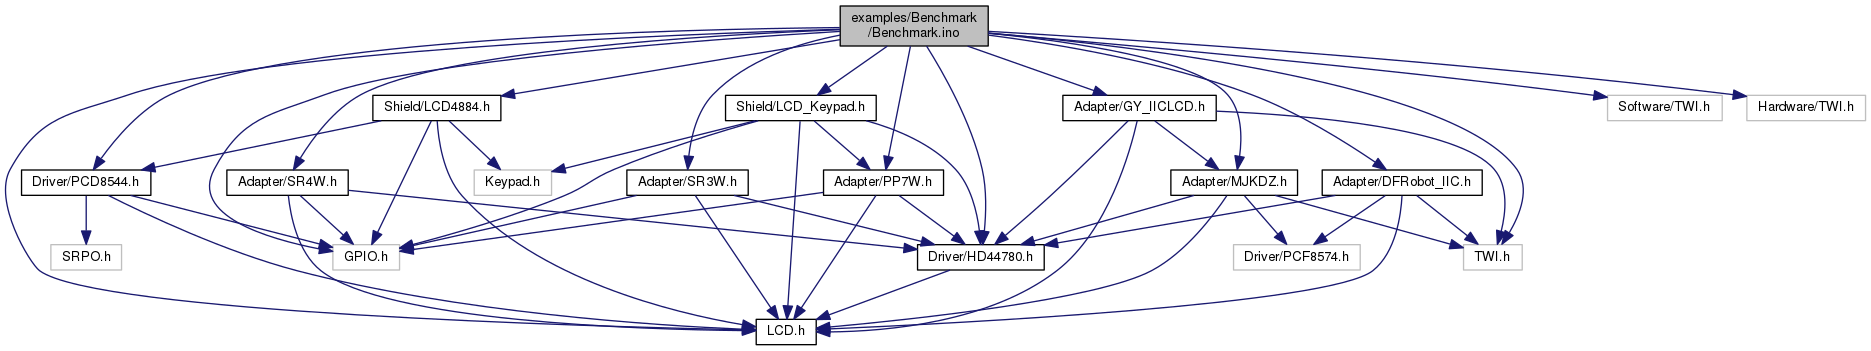 examples/Benchmark
/Benchmark.ino
Shield/LCD4884.h
Shield/LCD_Keypad.h
Adapter/GY_IICLCD.h
Software/TWI.h
Hardware/TWI.h
Driver/PCD8544.h
Adapter/SR4W.h
Keypad.h
Adapter/SR3W.h
Adapter/PP7W.h
Adapter/MJKDZ.h
Adapter/DFRobot_IIC.h
SRPO.h
GPIO.h
Driver/HD44780.h
Driver/PCF8574.h
TWI.h
LCD.h